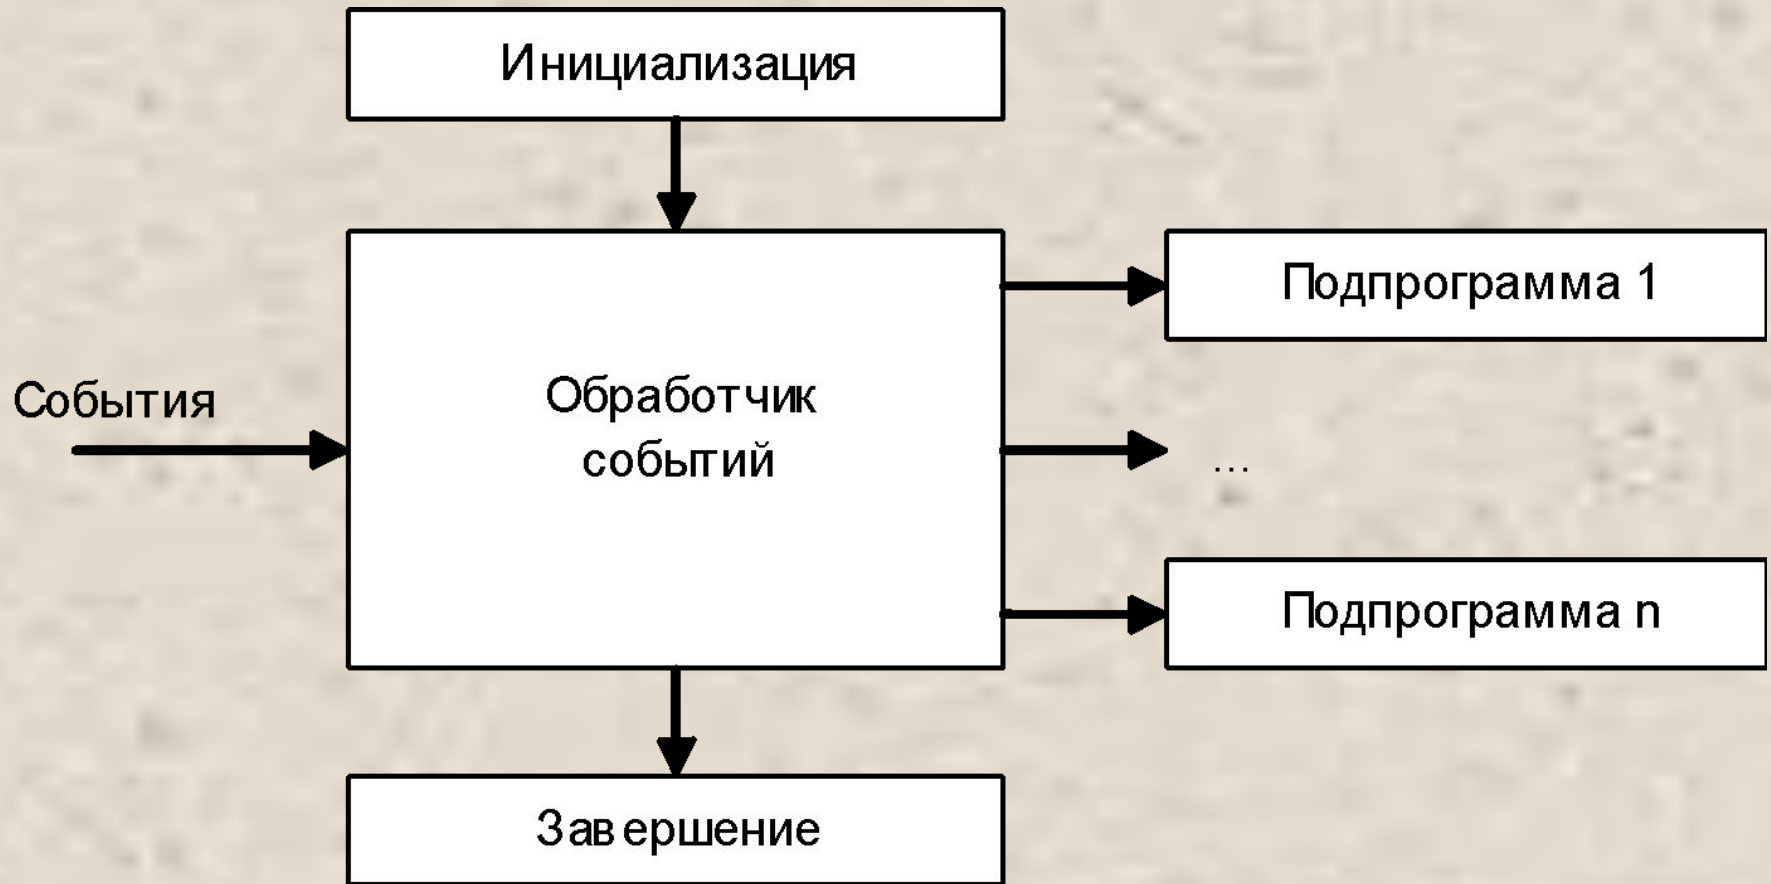 Инициализация
Подпрограмма 1
События
Обработчик
событий
...
Подпрограмма n
Завершение